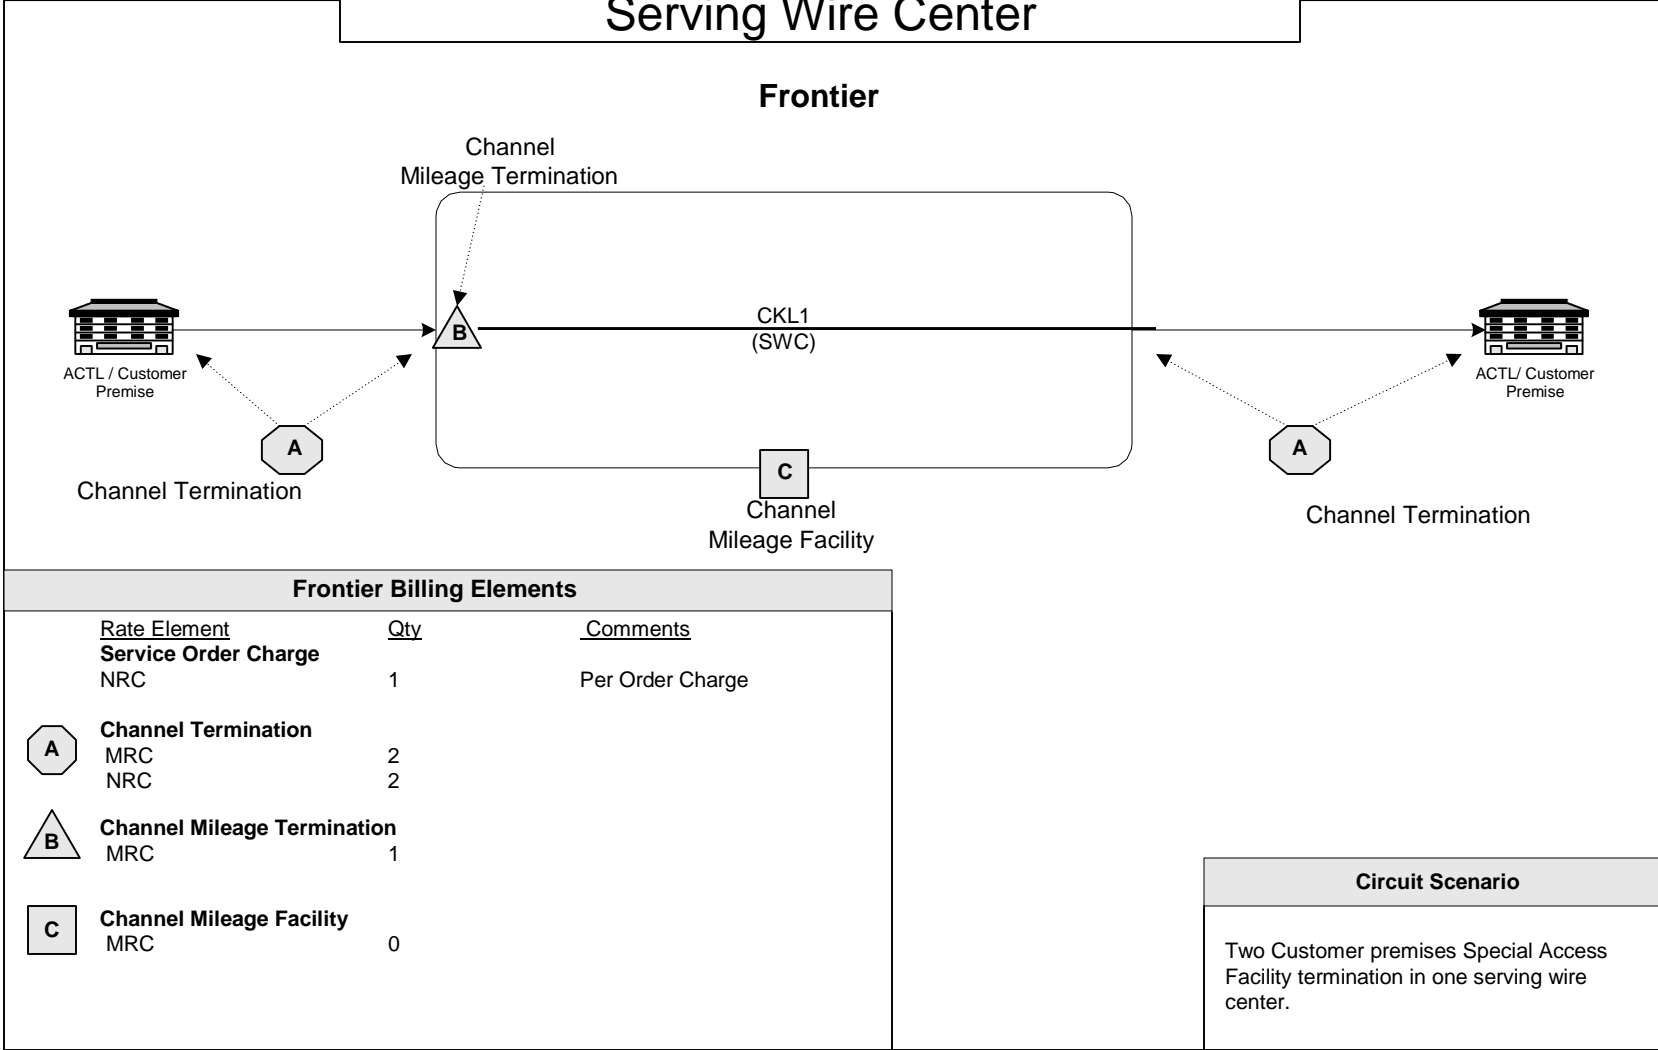 Serving Wire Center
Frontier
Channel
Mileage Termination
CKL1
(SWC)
B
ACTL / Customer
Premise
ACTL/ Customer
Premise
A
A
Channel Termination
C
Channel
Mileage Facility
Channel Termination
Frontier Billing Elements
Rate Element Qty Comments
Service Order Charge
NRC 1 Per Order Charge
Channel Termination
A
MRC 2
NRC 2
Channel Mileage Termination
B
MRC 1
Channel Mileage Facility
C
MRC 0
Circuit Scenario
Two Customer premises Special Access
Facility termination in one serving wire
center.